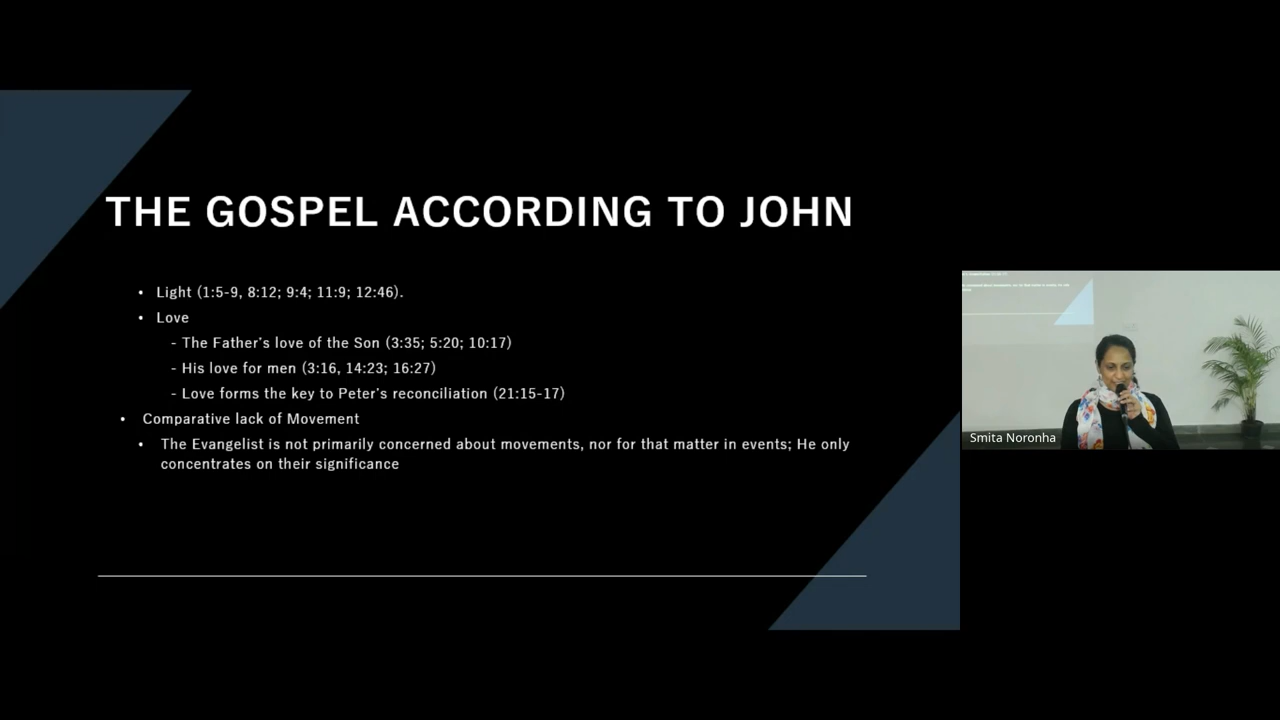 THE GOSPEL ACCORDING TO JOHN
• Light (1:5-9, 8:12; 9:4; 11:9; 12:46).
• Love
- The Father's love of the Son (3:35; 5:20; 10:17)
- His love for men (3:16, 14:23; 16:27)
- Love forms the key to Peter's reconciliation (21:15-17)
• Comparative lack of Movement
• The Evangelist is not primarily concerned about movements, nor for that matter in events; He only
concentrates on their significance
Smita Noronha